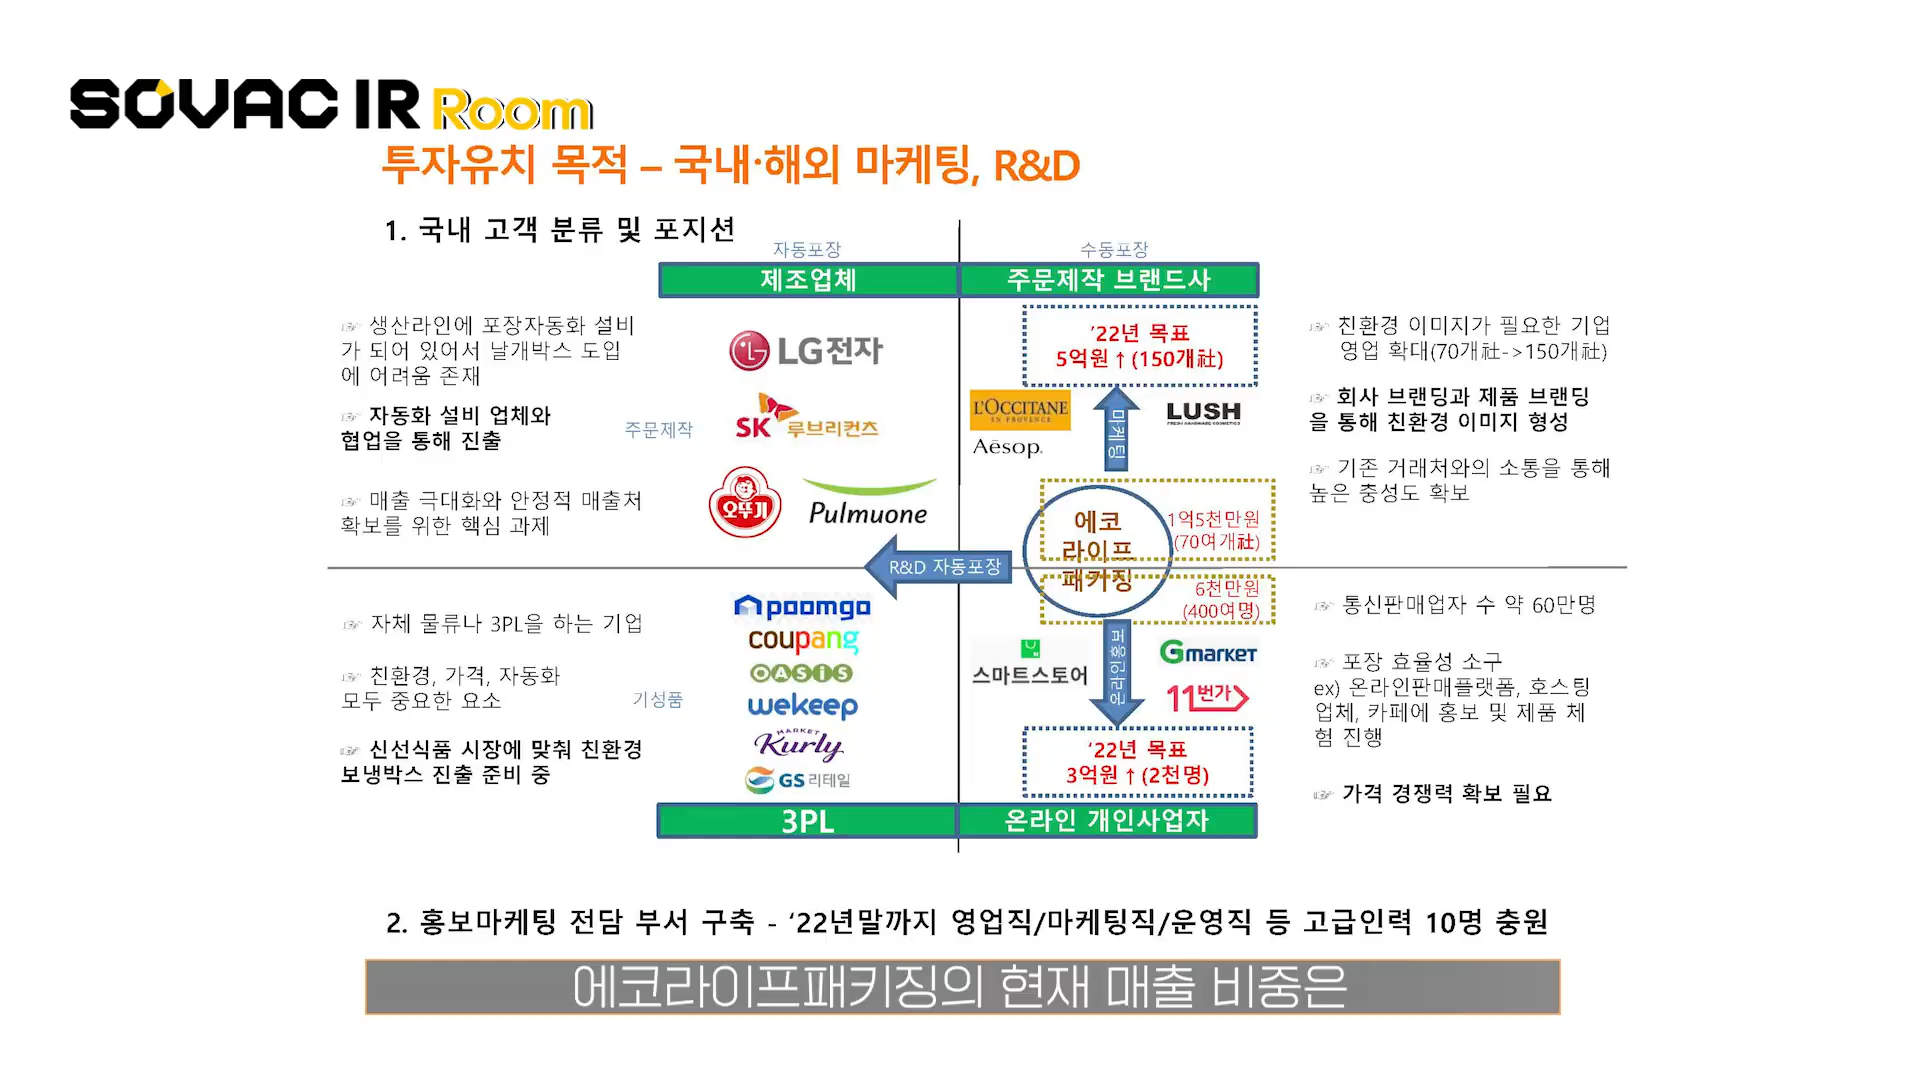 SOVAC IR Room
투자유치 목적 – 국내·해외 마케팅, R&D
1. 국내 고객 분류 및 포지션
자동포장
수동포장
제조업체
주문제작 브랜드사
☞ 생산라인에 포장자동화 설비
가 되어 있어서 날개박스 도입
에 어려움 존재
☞ 자동화 설비 업체와
협업을 통해 진출
☞ 매출 극대화와 안정적 매출처
확보를 위한 핵심 과제
주문제작
LG전자
SK 루브리컨츠
오뚜기
Pulmuone
’22년 목표
5억원↑(150개社)
L'OCCITANE
EN PROVENCE
Aēsop.
마케팅
LUSH
FRESH HANDMADE COSMETICS
에코
라이프
패키징
1억5천만원
(70여개社)
6천만원
(400여명)
R&D 자동포장
☞ 친환경 이미지가 필요한 기업
영업 확대(70개社->150개社)
☞ 회사 브랜딩과 제품 브랜딩
을 통해 친환경 이미지 형성
☞ 기존 거래처와의 소통을 통해
높은 충성도 확보
☞ 자체 물류나 3PL을 하는 기업
☞ 친환경, 가격, 자동화
모두 중요한 요소
☞ 신선식품 시장에 맞춰 친환경
보냉박스 진출 준비 중
기성품
poomgo
coupang
OASIS
wekeep
MARKET
Kurly
GS리테일
스마트스토어
온라인홍보
Gmarket
11번가
‘22년 목표
3억원↑(2천명)
☞ 통신판매업자 수 약 60만명
☞ 포장 효율성 소구
ex) 온라인판매플랫폼, 호스팅
업체, 카페에 홍보 및 제품 체
험 진행
☞ 가격 경쟁력 확보 필요
3PL
온라인 개인사업자
2. 홍보마케팅 전담 부서 구축 - ‘22년말까지 영업직/마케팅직/운영직 등 고급인력 10명 충원
에코라이프패키징의 현재 매출 비중은